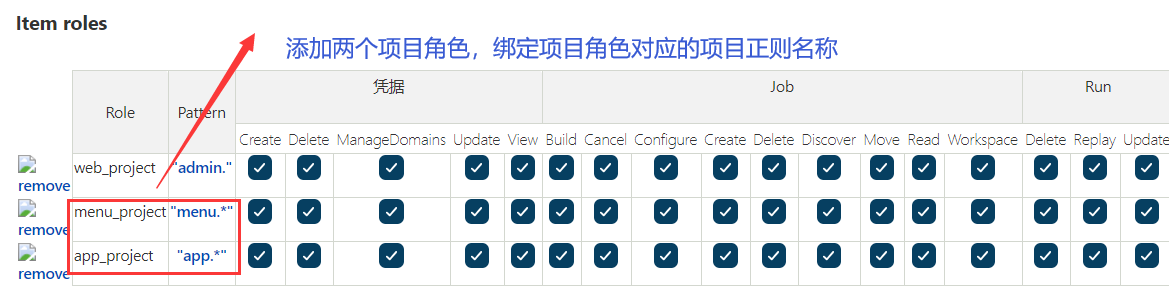 Item roles
添加两个项目角色，绑定项目角色对应的项目正则名称
Role Pattern 凭据 Job Run
Create Delete ManageDomains Update View Build Cancel Configure Create Delete Discover Move Read Workspace Delete Replay Update
remove web_project "admin."
remove menu_project "menu.*"
remove app_project "app.*"